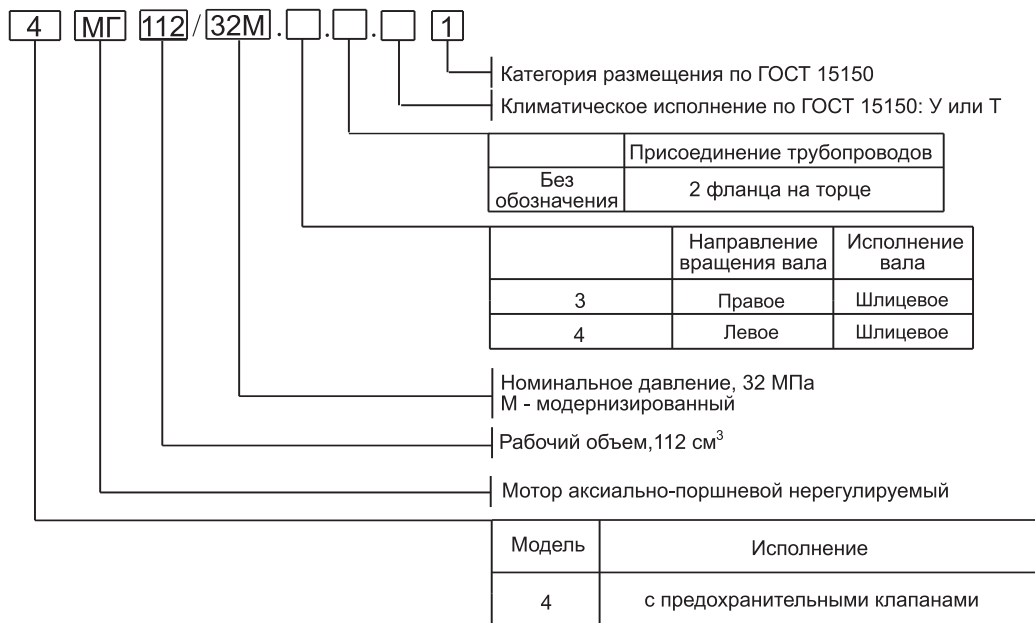 4 МГ 112/32М. . . 1
Категория размещения по ГОСТ 15150
Климатическое исполнение по ГОСТ 15150: У или Т
Присоединение трубопроводов
Без
обозначения
2 фланца на торце
Направление
вращения вала
Исполнение
вала
3 Правое Шлицевое
4 Левое Шлицевое
Номинальное давление, 32 МПа
М - модернизированный
Рабочий объем,112 см³
Мотор аксиально-поршневой нерегулируемый
Модель Исполнение
4 с предохранительными клапанами